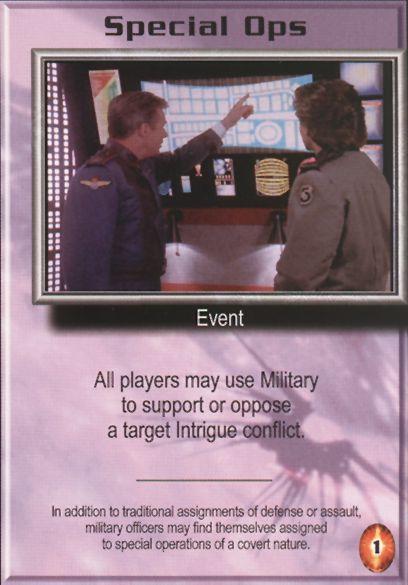 Special Ops
Event
All players may use Military
to support or oppose
a target Intrigue conflict.
In addition to traditional assignments of defense or assault,
military officers may find themselves assigned
to special operations of a covert nature.
1